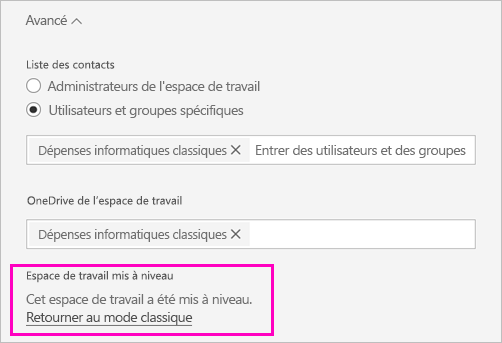 Avancé
Liste des contacts
Administrateurs de l'espace de travail
Utilisateurs et groupes spécifiques
Dépenses informatiques classiques Entrer des utilisateurs et des groupes
OneDrive de l'espace de travail
Dépenses informatiques classiques
Espace de travail mis à niveau
Cet espace de travail a été mis à niveau.
Retourner au mode classique